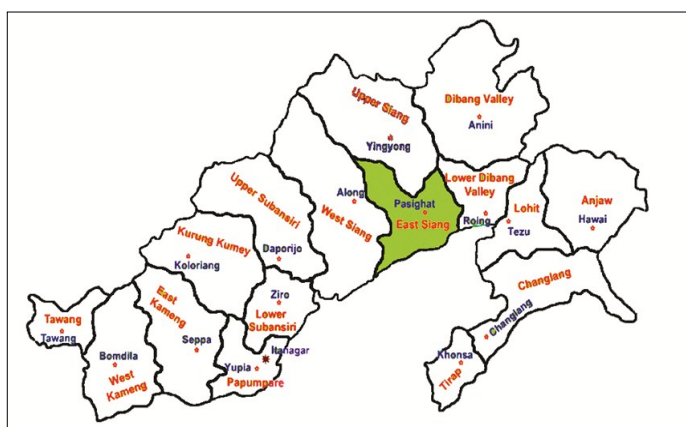 Dibang Valley
Anini
Upper Siang
Yingyong
Lower Dibang
Valley
Roing
Lohit
Tezu
Anjaw
Hawai
Along
West Siang
Pasighat
East Siang
Upper Subansiri
Daporijo
Kurung Kumey
Koloriang
Changlang
Changlang
Khonsa
Tirap
Ziro
Lower
Subansiri
East
Kameng
Seppa
Tawang
Tawang
Bomdila
West
Kameng
Itanagar
Yupia
Papumpare